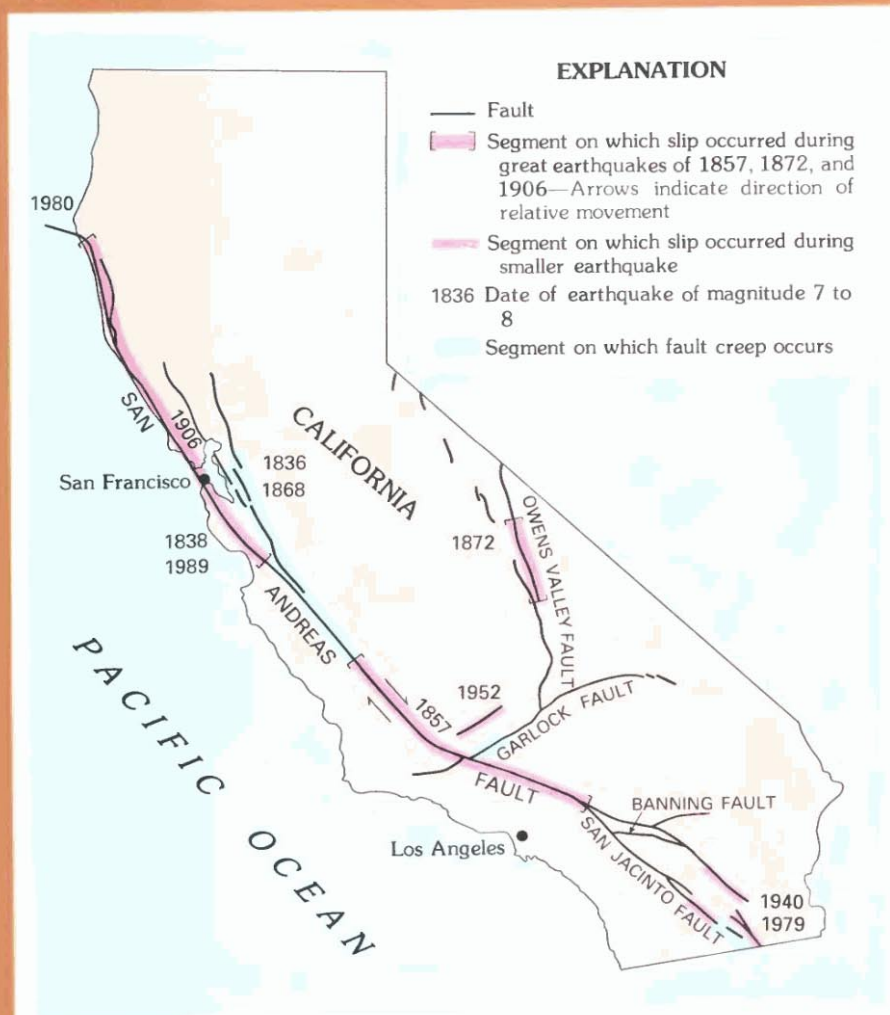 EXPLANATION
Fault
Segment on which slip occurred during
great earthquakes of 1857, 1872, and
1906—Arrows indicate direction of
relative movement
Segment on which slip occurred during
smaller earthquake
1836 Date of earthquake of magnitude 7 to
8
Segment on which fault creep occurs
1980
SAN
1906
CALIFORNIA
San Francisco
1836
1868
1838
1989
ANDREAS
1872
OWENS VALLEY FAULT
PACIFIC OCEAN
1857
1952
GARLOCK FAULT
FAULT
BANNING FAULT
Los Angeles
SAN JACINTO FAULT
1940
1979